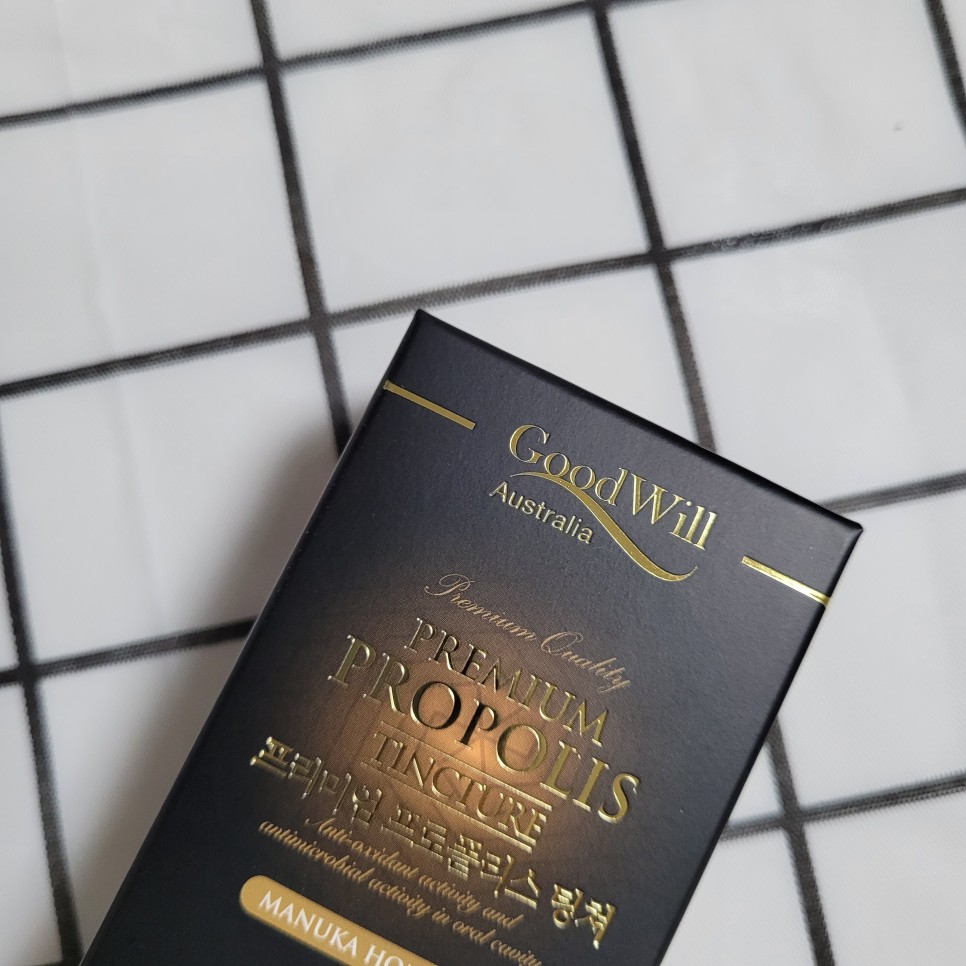 GoodWill
Australia
Premium Quality
PREMIUM
PROPOLIS
TINCTURE
프리미엄 프로폴리스 팅쳐
Anti-oxidant activity and
antimicrobial activity in oral cavity
MANUKA